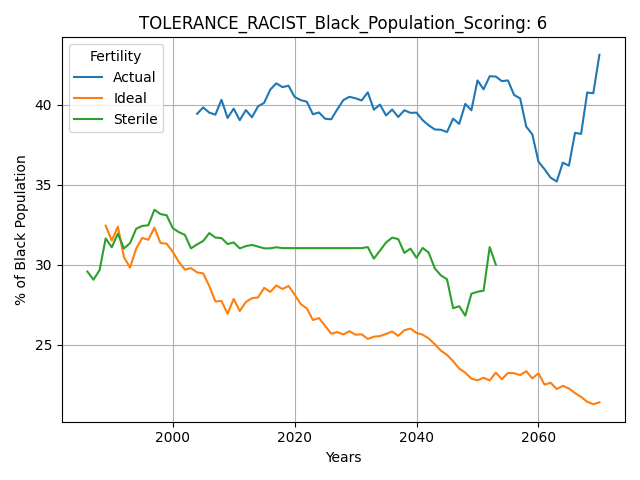 TOLERANCE_RACIST_Black_Population_Scoring: 6
Fertility
Actual
Ideal
Sterile
% of Black Population
40
35
30
25
2000 2020 2040 2060
Years